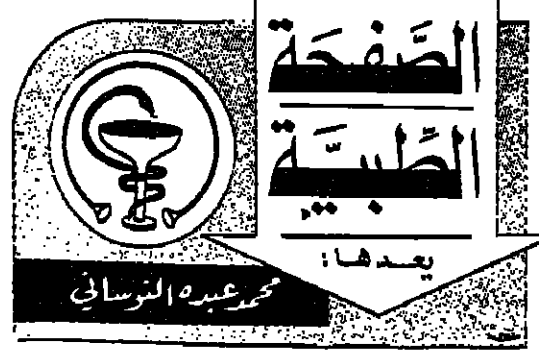 الصَّفحَة
الطِّبيَّة
يعدها:
محمد عبده النوساني